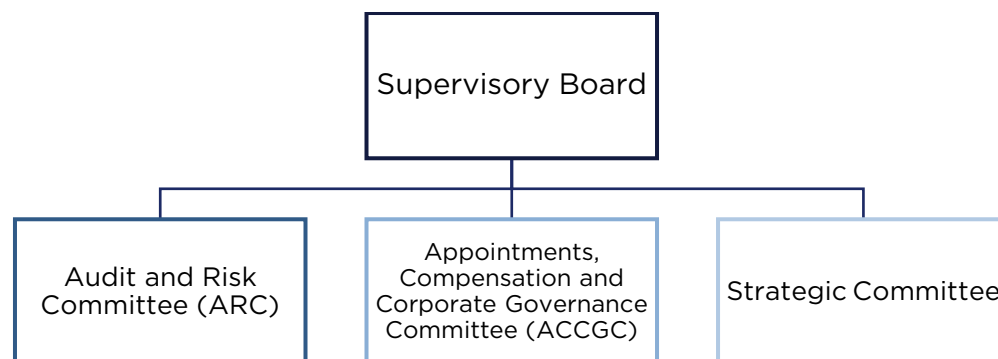 Supervisory Board
Audit and Risk
Committee (ARC)
Appointments,
Compensation and
Corporate Governance
Committee (ACCGC)
Strategic Committee